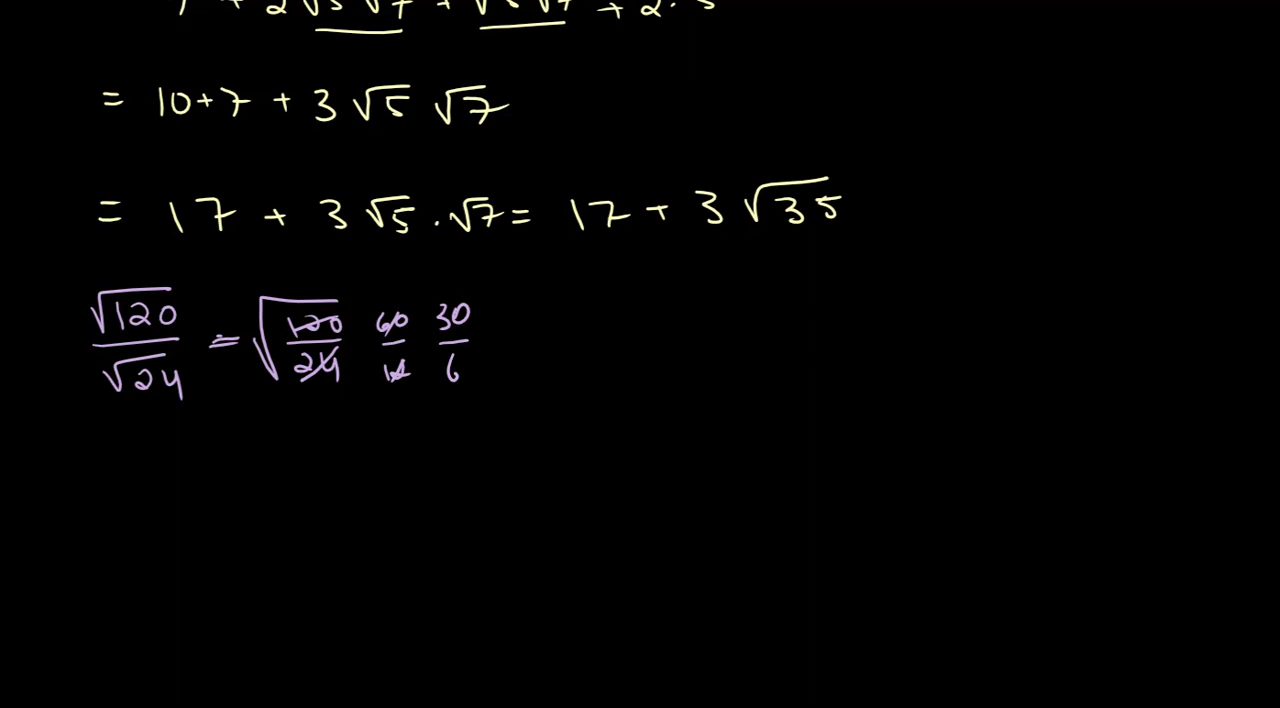 = 10+7 + 3 √5 √7
= 17 + 3 √5 . √7 = 17 + 3 √35
√120 / √24 = √(120/24) 60/12 30/6